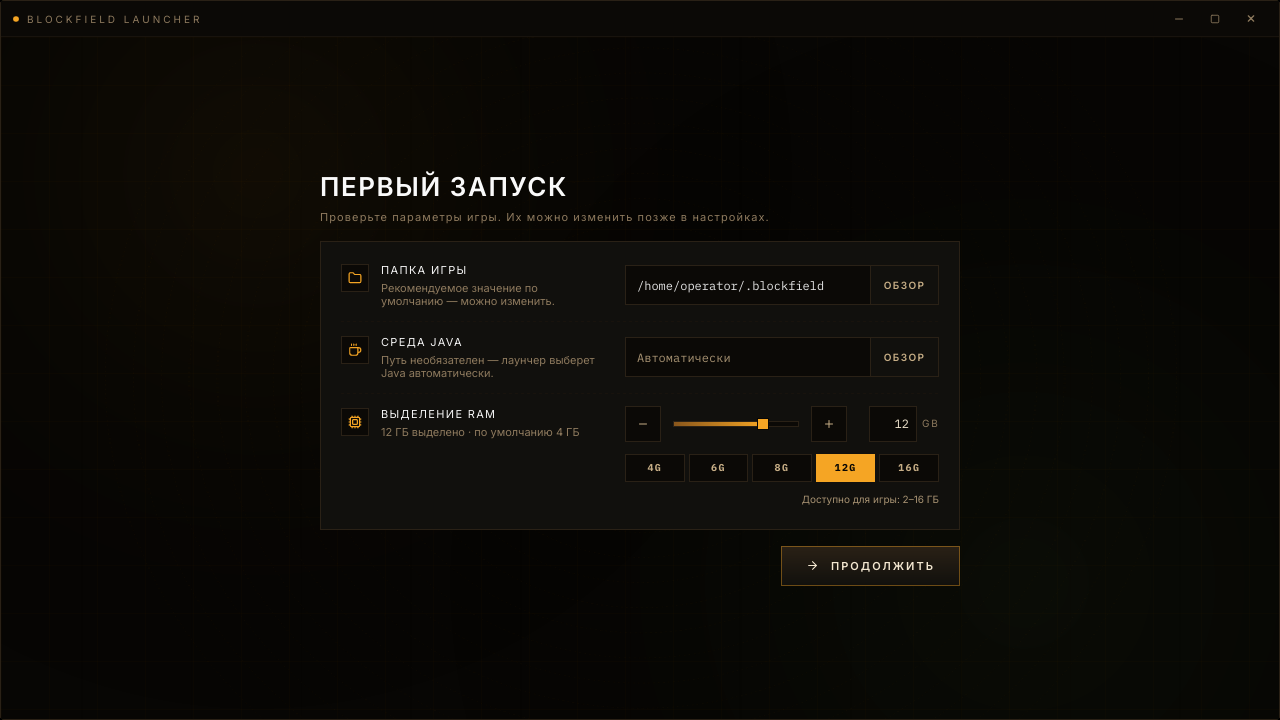 BLOCKFIELD LAUNCHER
ПЕРВЫЙ ЗАПУСК
Проверьте параметры игры. Их можно изменить позже в настройках.
ПАПКА ИГРЫ
Рекомендуемое значение по
умолчанию — можно изменить.
/home/operator/.blockfield
ОБЗОР
СРЕДА JAVA
Путь необязателен — лаунчер выберет
Java автоматически.
Автоматически
ОБЗОР
ВЫДЕЛЕНИЕ RAM
12 ГБ выделено · по умолчанию 4 ГБ
12 GB
4G 6G 8G 12G 16G
Доступно для игры: 2–16 ГБ
ПРОДОЛЖИТЬ